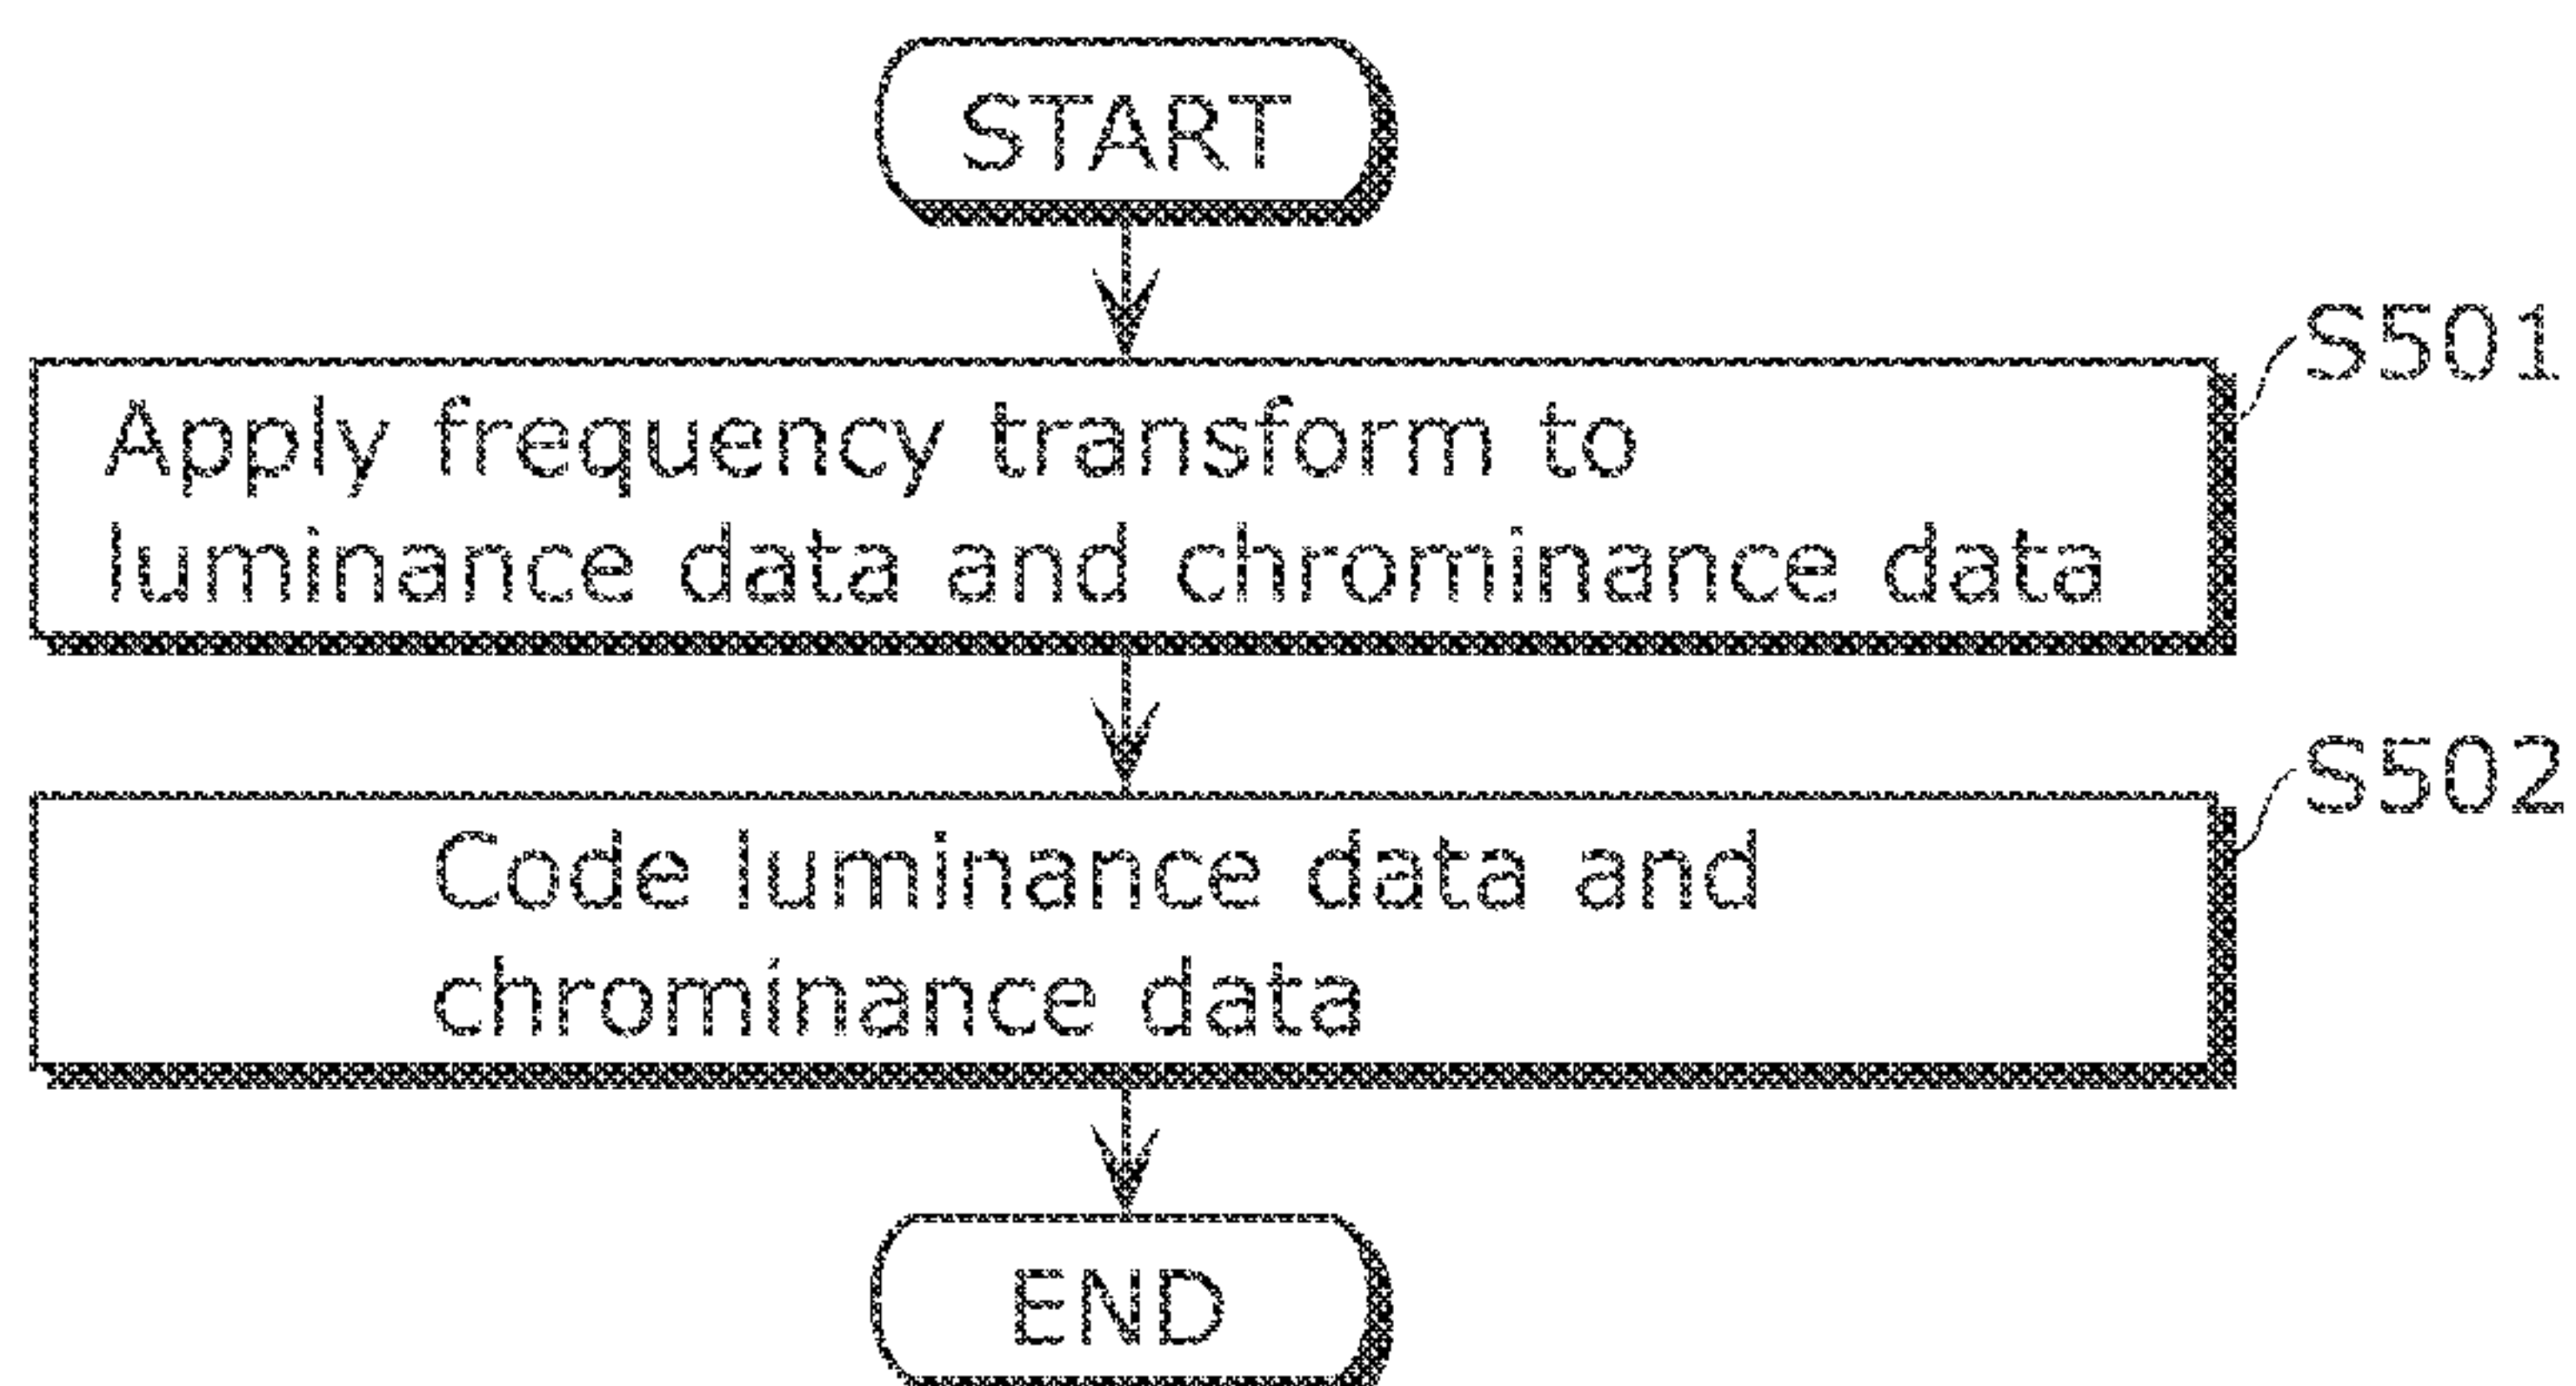 START
S501
Apply frequency transform to
luminance data and chrominance data
S502
Code luminance data and
chrominance data
END